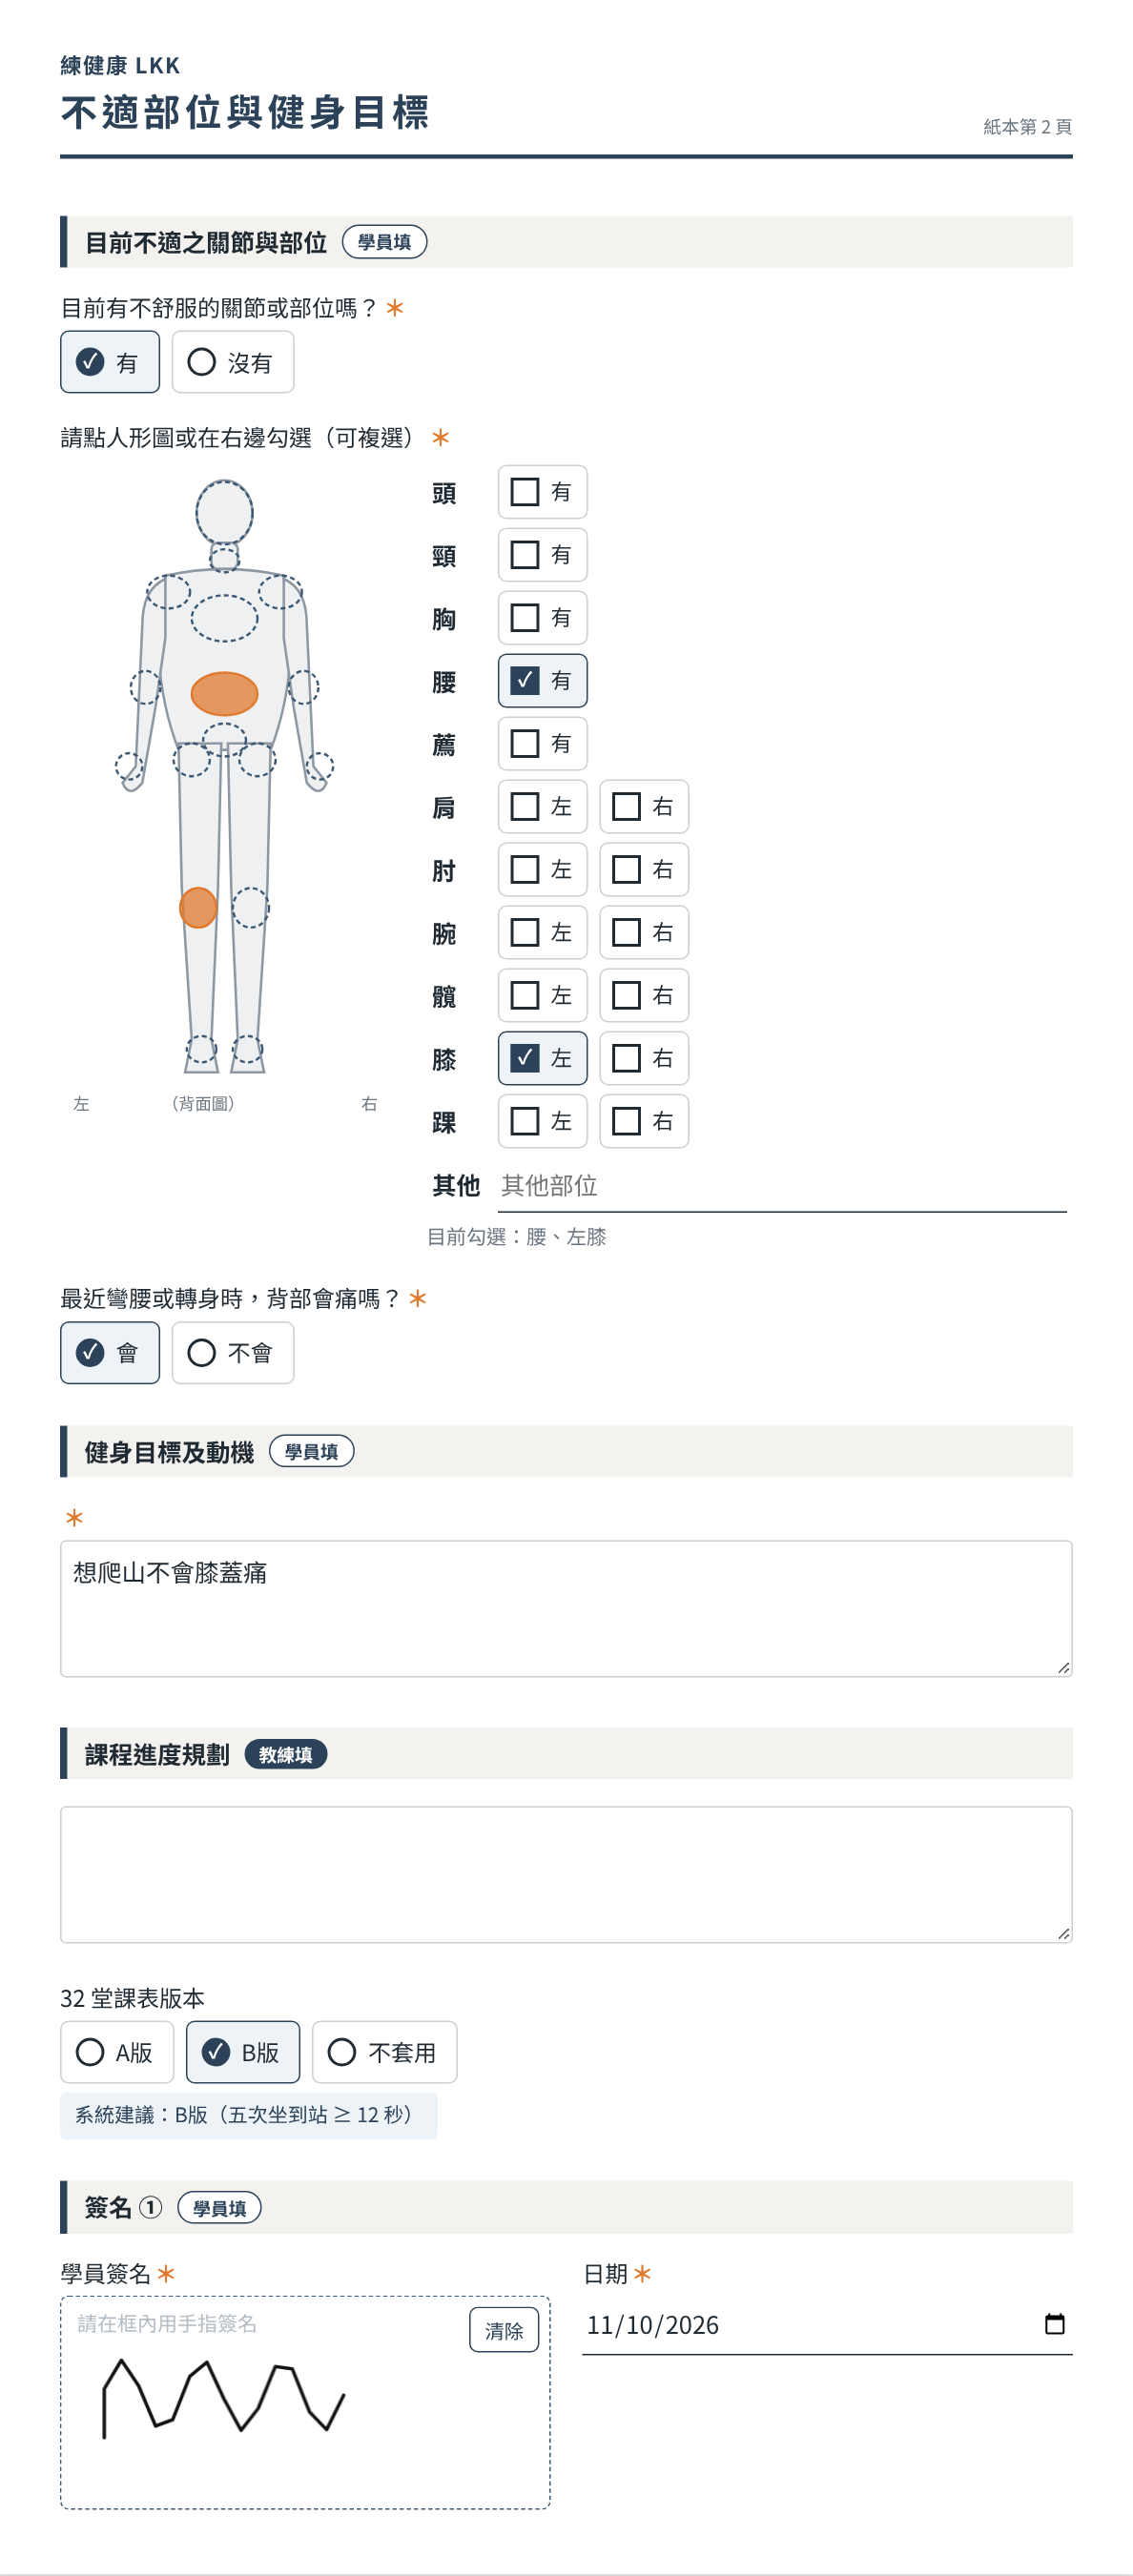 練健康 LKK
不適部位與健身目標
紙本第 2 頁
目前不適之關節與部位 學員填
目前有不舒服的關節或部位嗎？＊
有 沒有
請點人形圖或在右邊勾選（可複選）＊
頭 有
頸 有
胸 有
腰 有
薦 有
肩 左 右
肘 左 右
腕 左 右
髖 左 右
膝 左 右
踝 左 右
左 （背面圖） 右
其他 其他部位
目前勾選：腰、左膝
最近彎腰或轉身時，背部會痛嗎？＊
會 不會
健身目標及動機 學員填
＊
想爬山不會膝蓋痛
課程進度規劃 教練填
32 堂課表版本
A版 B版 不套用
系統建議：B版（五次坐到站 ≥ 12 秒）
簽名 ① 學員填
學員簽名＊
請在框內用手指簽名
清除
日期＊
11/10/2026